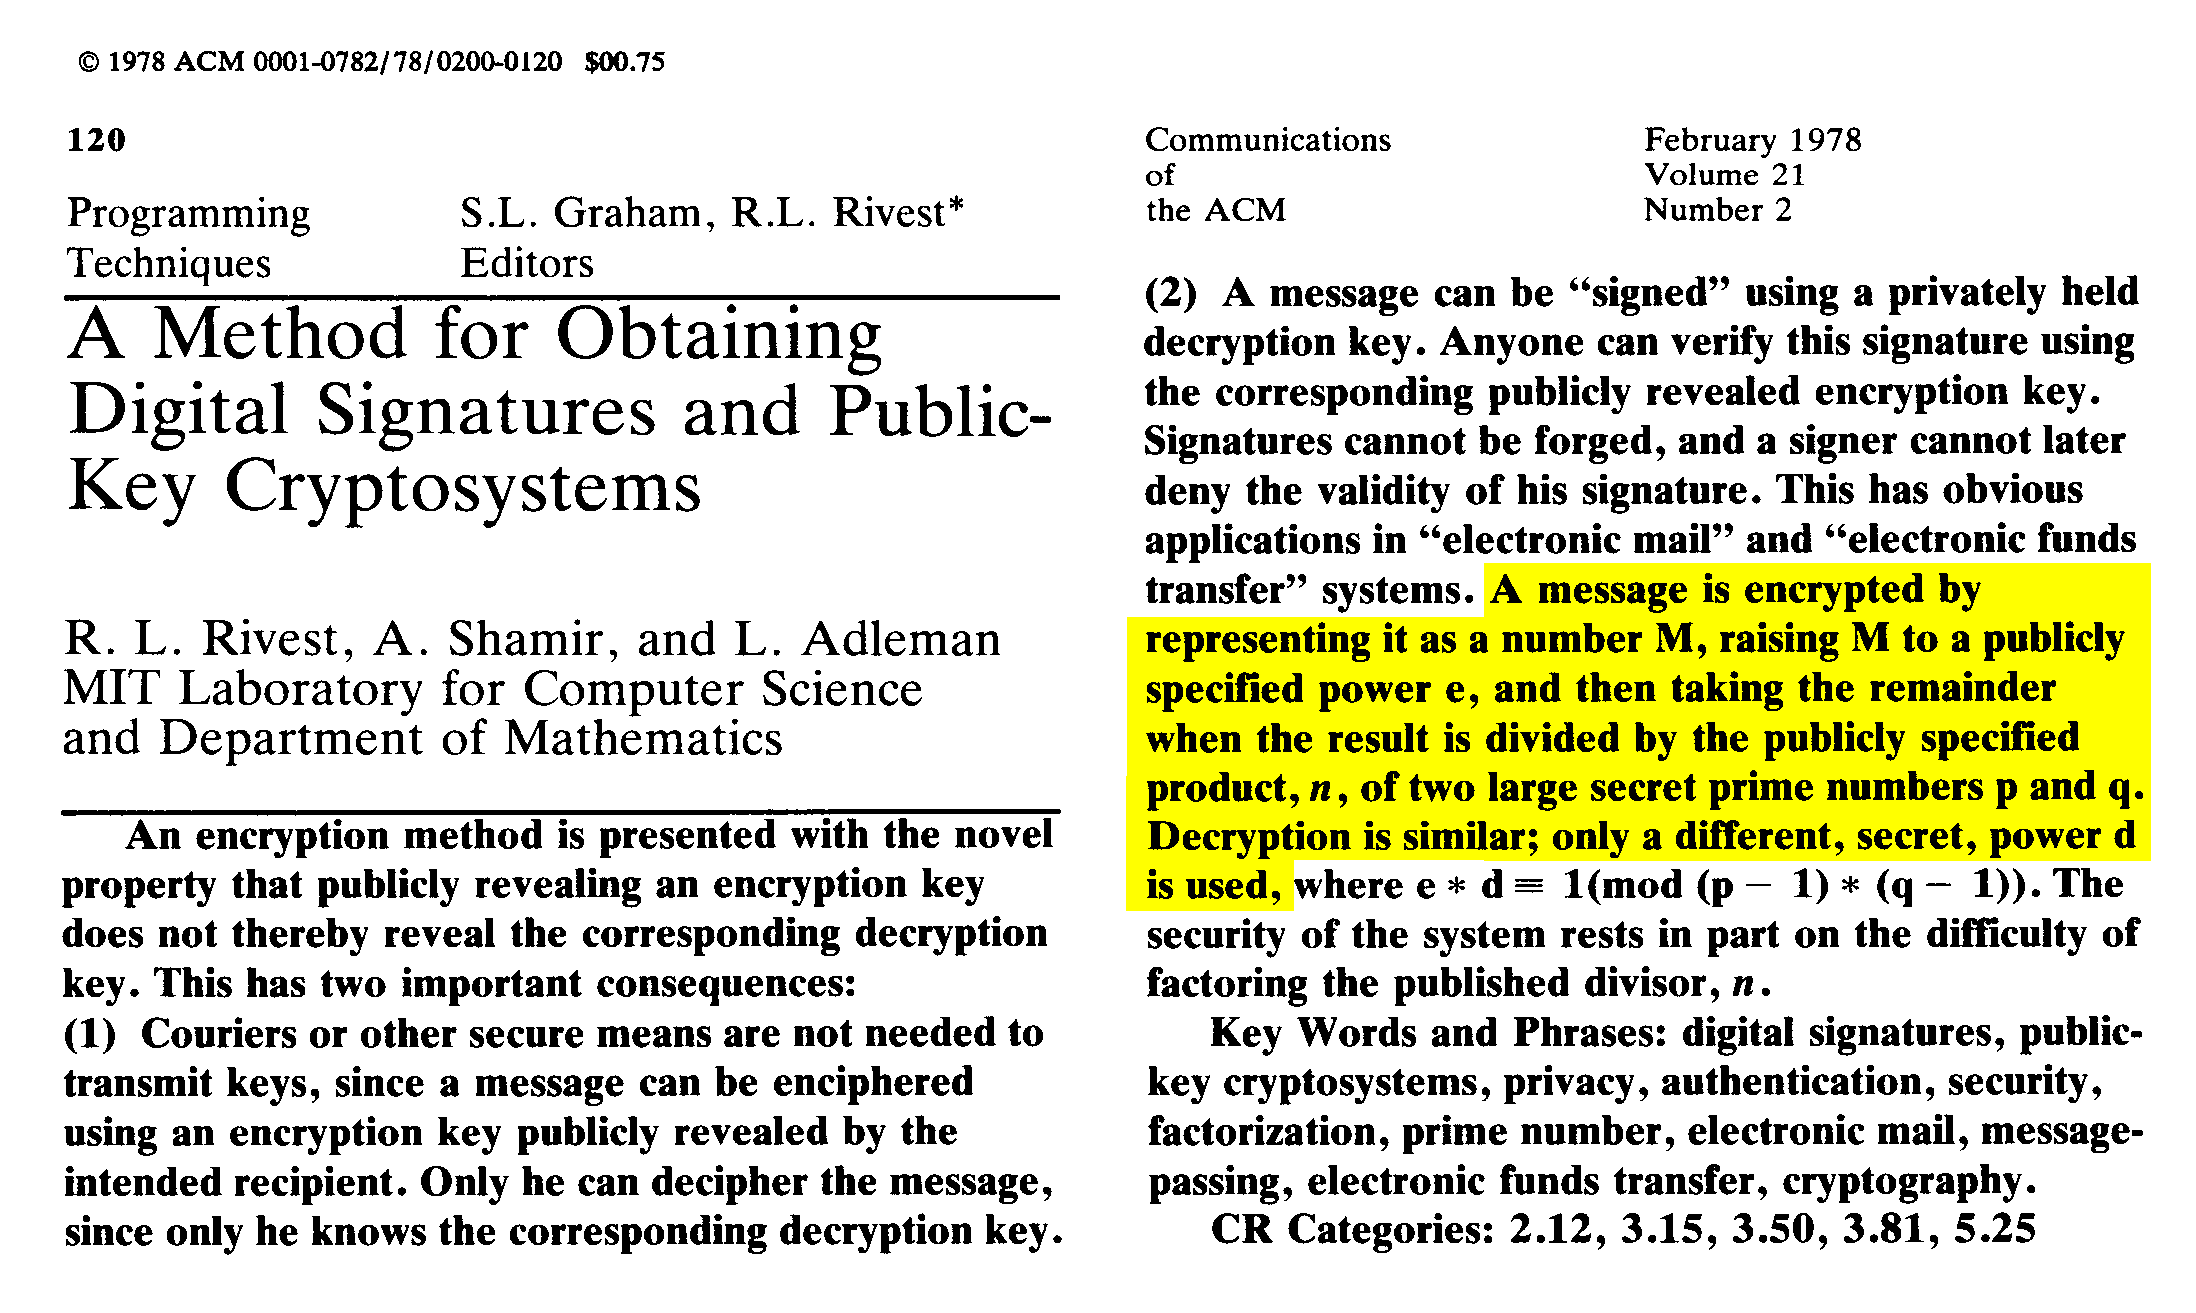 © 1978 ACM 0001-0782/78/0200-0120 $00.75
120
Programming
Techniques
S.L. Graham, R.L. Rivest*
Editors
A Method for Obtaining
Digital Signatures and Public-
Key Cryptosystems
R. L. Rivest, A. Shamir, and L. Adleman
MIT Laboratory for Computer Science
and Department of Mathematics
An encryption method is presented with the novel
property that publicly revealing an encryption key
does not thereby reveal the corresponding decryption
key. This has two important consequences:
(1) Couriers or other secure means are not needed to
transmit keys, since a message can be enciphered
using an encryption key publicly revealed by the
intended recipient. Only he can decipher the message,
since only he knows the corresponding decryption key.
Communications
of
the ACM
February 1978
Volume 21
Number 2
(2) A message can be “signed” using a privately held
decryption key. Anyone can verify this signature using
the corresponding publicly revealed encryption key.
Signatures cannot be forged, and a signer cannot later
deny the validity of his signature. This has obvious
applications in “electronic mail” and “electronic funds
transfer” systems. A message is encrypted by
representing it as a number M, raising M to a publicly
specified power e, and then taking the remainder
when the result is divided by the publicly specified
product, n, of two large secret prime numbers p and q.
Decryption is similar; only a different, secret, power d
is used, where e * d ≡ 1(mod (p − 1) * (q − 1)). The
security of the system rests in part on the difficulty of
factoring the published divisor, n.
Key Words and Phrases: digital signatures, public-
key cryptosystems, privacy, authentication, security,
factorization, prime number, electronic mail, message-
passing, electronic funds transfer, cryptography.
CR Categories: 2.12, 3.15, 3.50, 3.81, 5.25